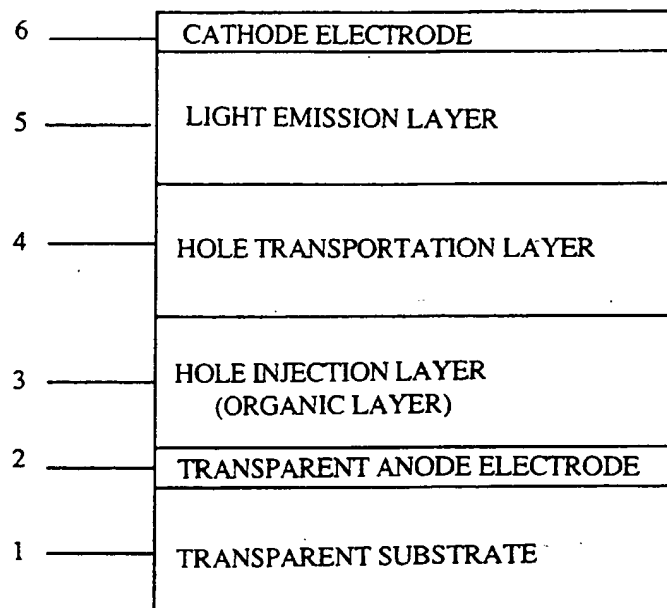 6 CATHODE ELECTRODE
5 LIGHT EMISSION LAYER
4 HOLE TRANSPORTATION LAYER
3 HOLE INJECTION LAYER
(ORGANIC LAYER)
2 TRANSPARENT ANODE ELECTRODE
1 TRANSPARENT SUBSTRATE